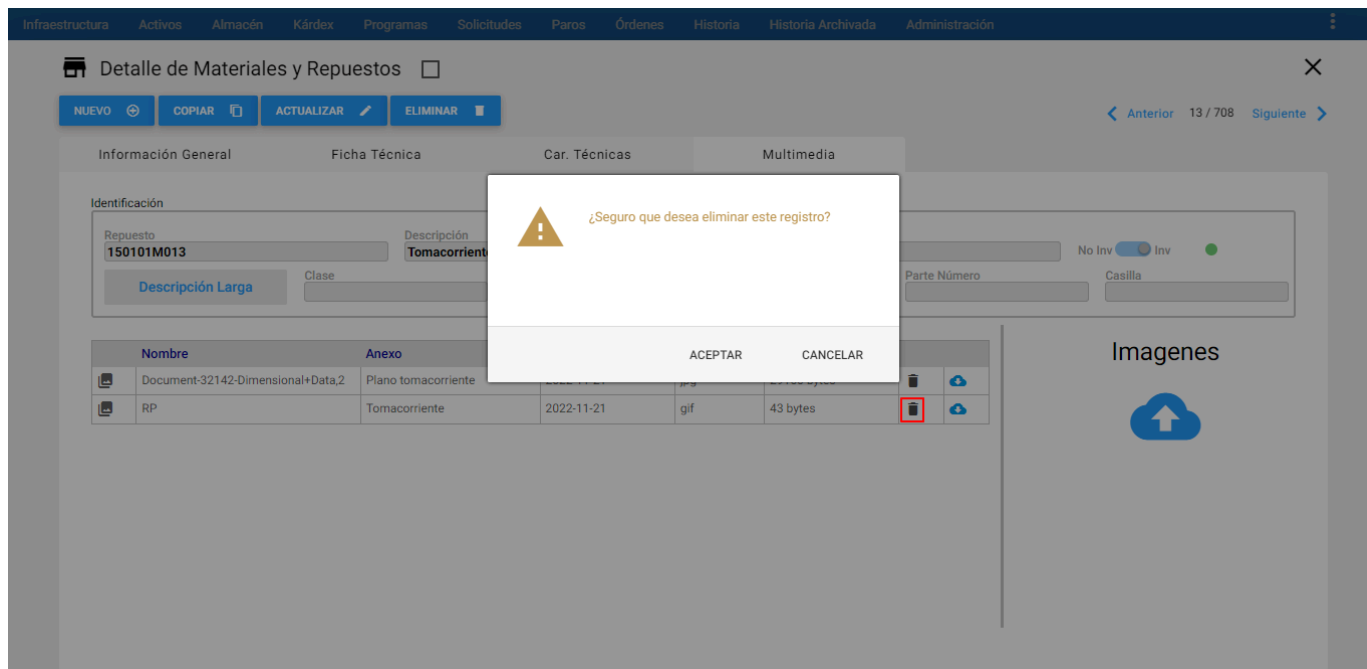 Infraestructura Activos Almacén Kárdex Programas Solicitudes Paros Órdenes Historia Historia Archivada Administración
Detalle de Materiales y Repuestos
NUEVO COPIAR ACTUALIZAR ELIMINAR
Anterior 13 / 708 Siguiente
Información General Ficha Técnica Car. Técnicas Multimedia
¿Seguro que desea eliminar este registro?
ACEPTAR CANCELAR
Identificación
Repuesto Descripción
150101M013 Tomacorriente
No Inv Inv
Descripción Larga Clase Parte Número Casilla
Nombre Anexo
Document-32142-Dimensional+Data,2 Plano tomacorriente
RP Tomacorriente 2022-11-21 gif 43 bytes
Imagenes